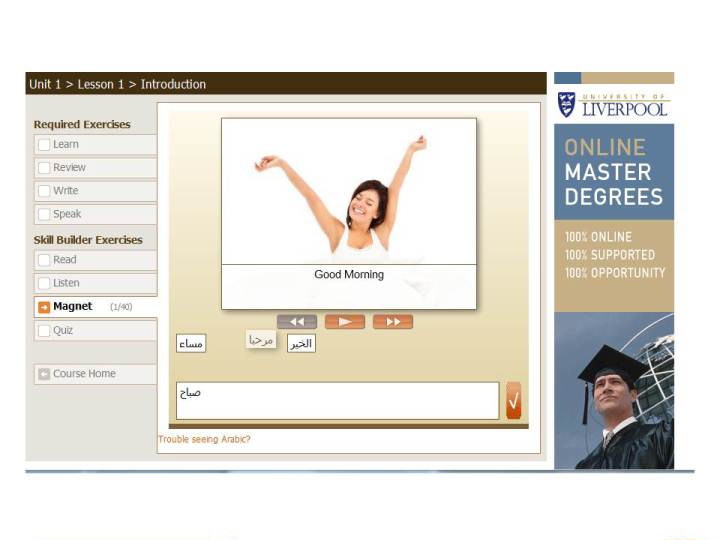 Unit 1 > Lesson 1 > Introduction
Required Exercises
Learn
Review
Write
Speak
Skill Builder Exercises
Read
Listen
Magnet (1/40)
Quiz
Course Home
Good Morning
مساء
مرحبا
الخير
صباح
Trouble seeing Arabic?
UNIVERSITY OF
LIVERPOOL
ONLINE
MASTER
DEGREES
100% ONLINE
100% SUPPORTED
100% OPPORTUNITY